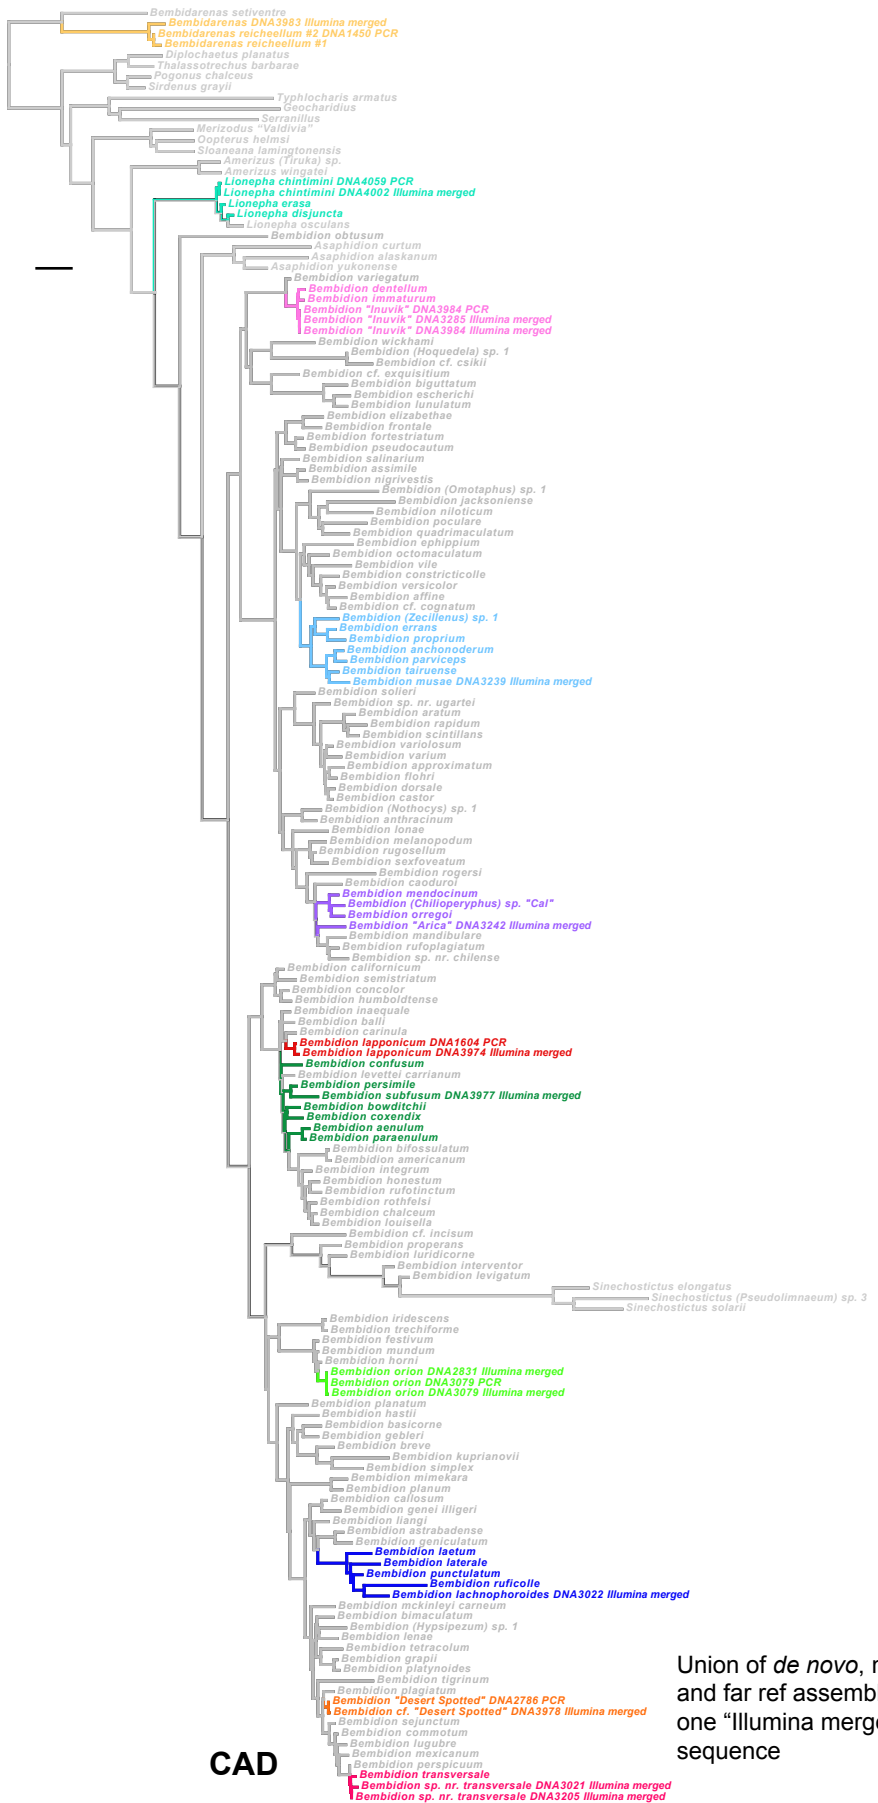 Bembidarenas setiventre
Bembidarenas DNA3983 Illumina merged
Bembidarenas reicheellum #2 DNA1450 PCR
Bembidarenas reicheellum #1
Diplochaetus planatus
Thalassotrechus barbarae
Pogonus chalceus
Sirdenus grayii
Typhlocharis armatus
Geocharidius
Serranillus
Merizodus "Valdivia"
Oopterus helmsi
Sloaneana lamingtonensis
Amerizus (Tiruka) sp.
Amerizus wingatei
Lionepha chintimini DNA4059 PCR
Lionepha chintimini DNA4002 Illumina merged
Lionepha erasa
Lionepha disjuncta
Lionepha osculans
Bembidion obtusum
Asaphidion curtum
Asaphidion alaskanum
Asaphidion yukonense
Bembidion variegatum
Bembidion dentellum
Bembidion immaturum
Bembidion "Inuvik" DNA3984 PCR
Bembidion "Inuvik" DNA3285 Illumina merged
Bembidion "Inuvik" DNA3984 Illumina merged
Bembidion wickhami
Bembidion (Hoquedela) sp. 1
Bembidion cf. csikii
Bembidion cf. exquisitium
Bembidion biguttatum
Bembidion escherichi
Bembidion lunulatum
Bembidion elizabethae
Bembidion frontale
Bembidion fortestriatum
Bembidion pseudocautum
Bembidion salinarium
Bembidion assimile
Bembidion nigrivestis
Bembidion (Omotaphus) sp. 1
Bembidion jacksoniense
Bembidion niloticum
Bembidion poculare
Bembidion quadrimaculatum
Bembidion ephippium
Bembidion octomaculatum
Bembidion vile
Bembidion constricticolle
Bembidion versicolor
Bembidion affine
Bembidion cf. cognatum
Bembidion (Zecillenus) sp. 1
Bembidion errans
Bembidion proprium
Bembidion anchonoderum
Bembidion parviceps
Bembidion tairuense
Bembidion musae DNA3239 Illumina merged
Bembidion solieri
Bembidion sp. nr. ugartei
Bembidion aratum
Bembidion rapidum
Bembidion scintillans
Bembidion variolosum
Bembidion varium
Bembidion approximatum
Bembidion flohri
Bembidion dorsale
Bembidion castor
Bembidion (Nothocys) sp. 1
Bembidion anthracinum
Bembidion lonae
Bembidion melanopodum
Bembidion rugosellum
Bembidion sexfoveatum
Bembidion rogersi
Bembidion caoduroi
Bembidion mendocinum
Bembidion (Chilioperyphus) sp. "Cal"
Bembidion orregoi
Bembidion "Arica" DNA3242 Illumina merged
Bembidion mandibulare
Bembidion rufoplagiatum
Bembidion sp. nr. chilense
Bembidion californicum
Bembidion semistriatum
Bembidion concolor
Bembidion humboldtense
Bembidion inaequale
Bembidion balli
Bembidion carinula
Bembidion lapponicum DNA1604 PCR
Bembidion lapponicum DNA3974 Illumina merged
Bembidion confusum
Bembidion levettei carrianum
Bembidion persimile
Bembidion subfusum DNA3977 Illumina merged
Bembidion bowditchii
Bembidion coxendix
Bembidion aenulum
Bembidion paraenulum
Bembidion bifossulatum
Bembidion americanum
Bembidion integrum
Bembidion honestum
Bembidion rufotinctum
Bembidion rothfelsi
Bembidion chalceum
Bembidion louisella
Bembidion cf. incisum
Bembidion properans
Bembidion luridicorne
Bembidion interventor
Bembidion levigatum
Sinechostictus elongatus
Sinechostictus (Pseudolimnaeum) sp. 3
Sinechostictus solarii
Bembidion iridescens
Bembidion trechiforme
Bembidion festivum
Bembidion mundum
Bembidion horni
Bembidion orion DNA2831 Illumina merged
Bembidion orion DNA3079 PCR
Bembidion orion DNA3079 Illumina merged
Bembidion planatum
Bembidion hastii
Bembidion basicorne
Bembidion gebleri
Bembidion breve
Bembidion kuprianovii
Bembidion simplex
Bembidion mimekara
Bembidion planum
Bembidion callosum
Bembidion genei illigeri
Bembidion liangi
Bembidion astrabadense
Bembidion geniculatum
Bembidion laetum
Bembidion laterale
Bembidion punctulatum
Bembidion ruficolle
Bembidion lachnophoroides DNA3022 Illumina merged
Bembidion mckinleyi carneum
Bembidion bimaculatum
Bembidion (Hypsipezum) sp. 1
Bembidion lenae
Bembidion tetracolum
Bembidion grapii
Bembidion platynoides
Bembidion tigrinum
Bembidion plagiatum
Bembidion "Desert Spotted" DNA2786 PCR
Bembidion cf. "Desert Spotted" DNA3978 Illumina merged
Bembidion sejunctum
Bembidion commotum
Bembidion lugubre
Bembidion mexicanum
Bembidion perspicuum
Bembidion transversale
Bembidion sp. nr. transversale DNA3021 Illumina merged
Bembidion sp. nr. transversale DNA3205 Illumina merged
CAD
Union of de novo,
and far ref
one “Illumina
sequence